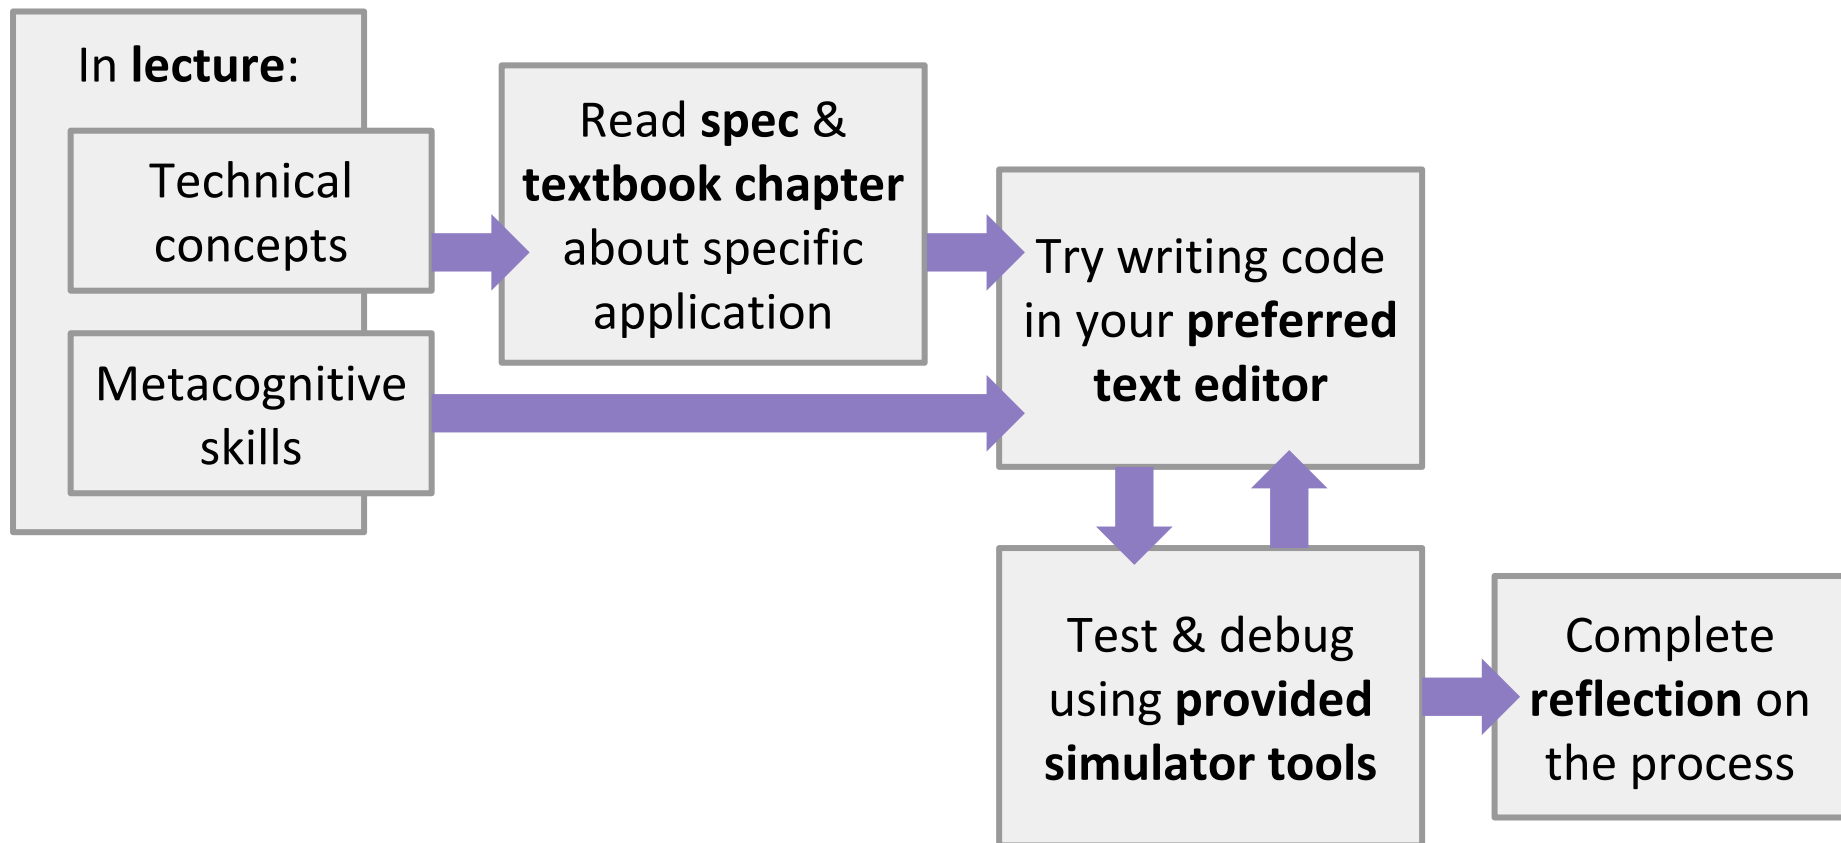 In lecture:
Technical
concepts
Metacognitive
skills
Read spec &
textbook chapter
about specific
application
Try writing code
in your preferred
text editor
Test & debug
using provided
simulator tools
Complete
reflection on
the process